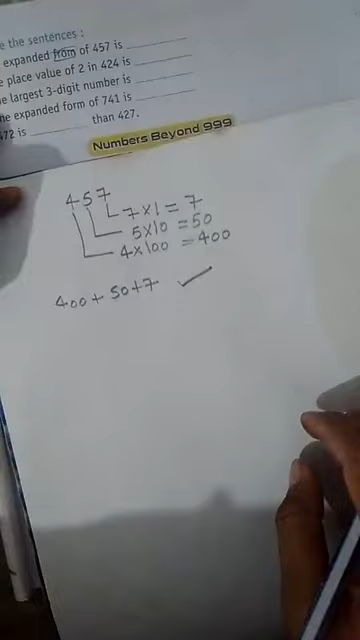 e the sentences :
expanded from of 457 is
e place value of 2 in 424 is
e largest 3-digit number is
he expanded form of 741 is
472 is than 427.
Numbers Beyond 999
457
7×1 = 7
5×10 = 50
4×100 = 400
400 + 50+7 ✓